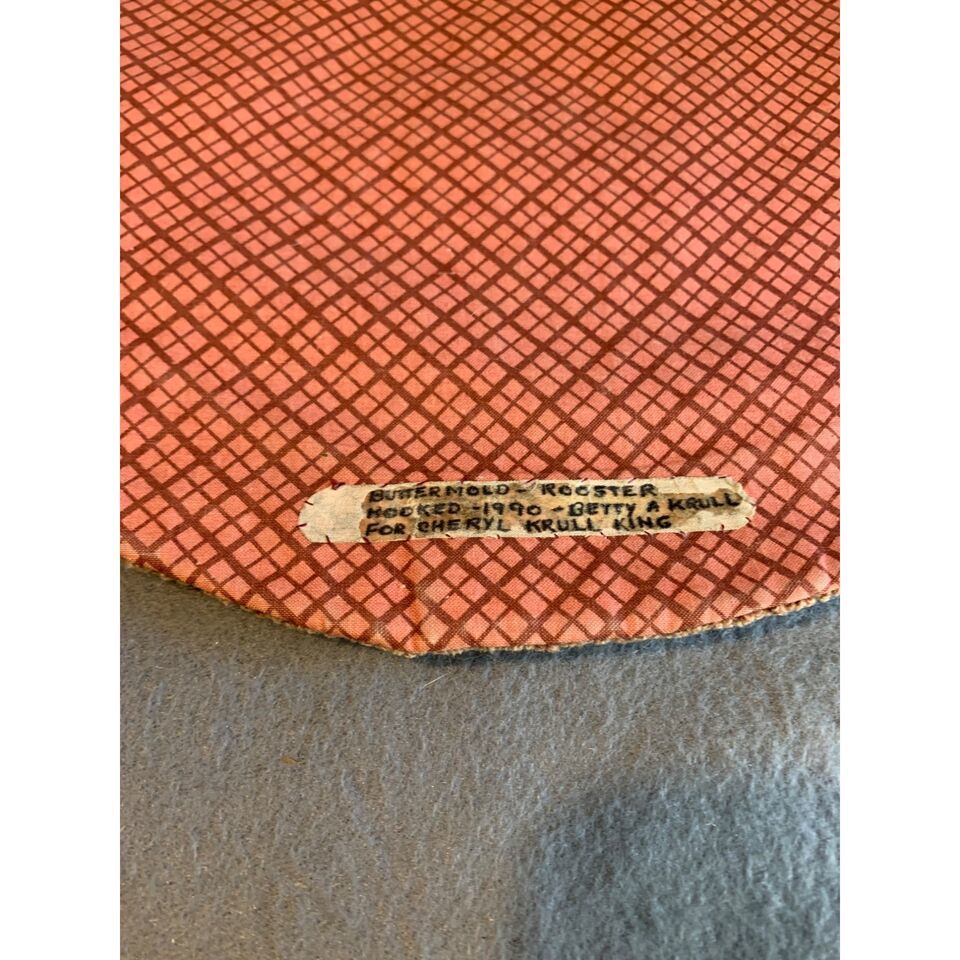 BUTTERMOLD - ROOSTER
HOOKED -1990 - BETTY A KRULL
FOR CHERYL KRULL KING